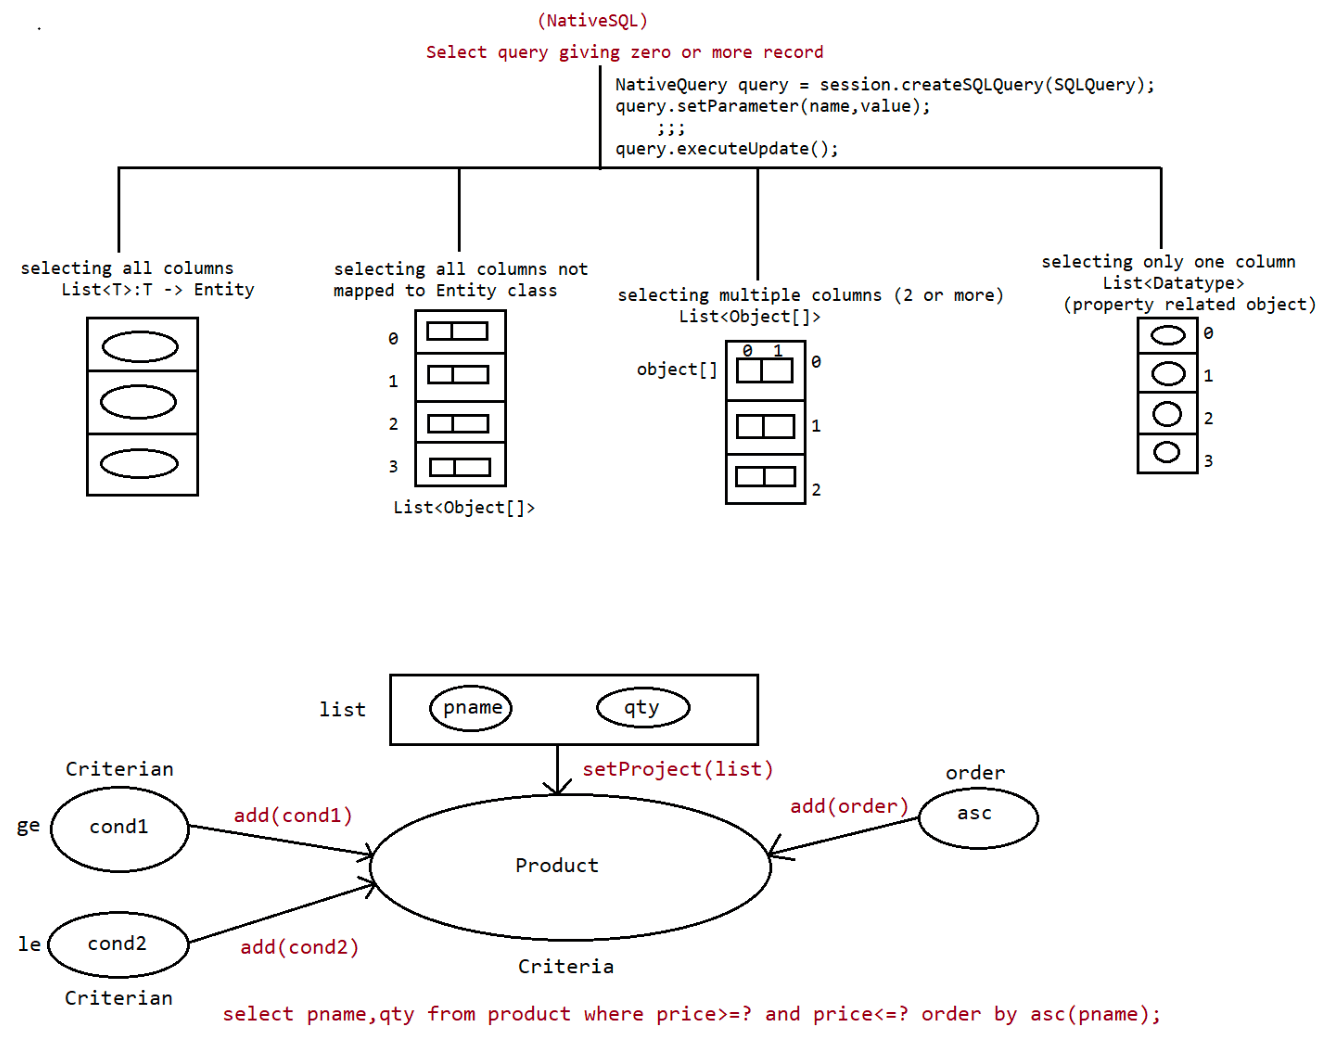 (NativeSQL)
Select query giving zero or more record
NativeQuery query = session.createSQLQuery(SQLQuery);
query.setParameter(name,value);
;;;
query.executeUpdate();
selecting all columns
List<T>:T -> Entity
selecting all columns not
mapped to Entity class
0
1
2
3
List<Object[]>
selecting multiple columns (2 or more)
List<Object[]>
object[]
0 1
0
1
2
selecting only one column
List<Datatype>
(property related object)
0
1
2
3
list
pname
qty
setProject(list)
Criterian
ge
cond1
add(cond1)
order
asc
add(order)
Product
le
cond2
add(cond2)
Criterian
Criteria
select pname,qty from product where price>=? and price<=? order by asc(pname);